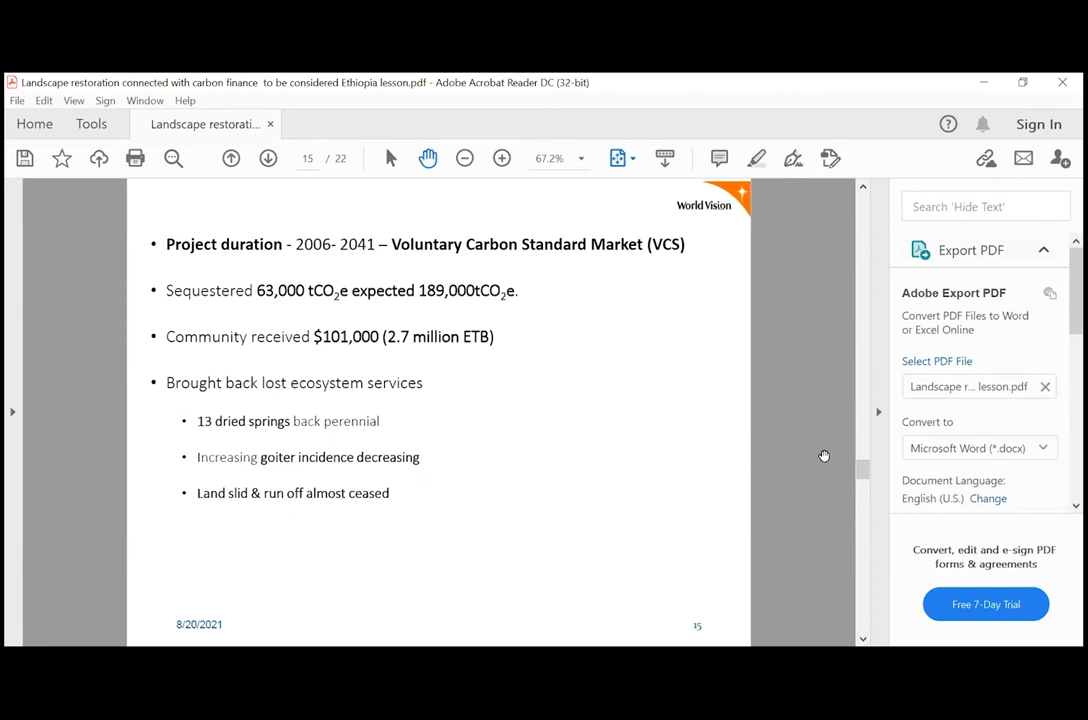 Landscape restoration connected with carbon finance  to be considered Ethiopia lesson.pdf - Adobe Acrobat Reader DC (32-bit)
File Edit View Sign Window Help
Home Tools Landscape restorati... × ? Sign In
15 / 22 67.2%
World Vision
• Project duration - 2006- 2041 – Voluntary Carbon Standard Market (VCS)
• Sequestered 63,000 tCO₂e expected 189,000tCO₂e.
• Community received $101,000 (2.7 million ETB)
• Brought back lost ecosystem services
• 13 dried springs back perennial
• Increasing goiter incidence decreasing
• Land slid & run off almost ceased
8/20/2021 15
Search 'Hide Text'
Export PDF
Adobe Export PDF
Convert PDF Files to Word
or Excel Online
Select PDF File
Landscape r... lesson.pdf
Convert to
Microsoft Word (*.docx)
Document Language:
English (U.S.) Change
Convert, edit and e-sign PDF
forms & agreements
Free 7-Day Trial